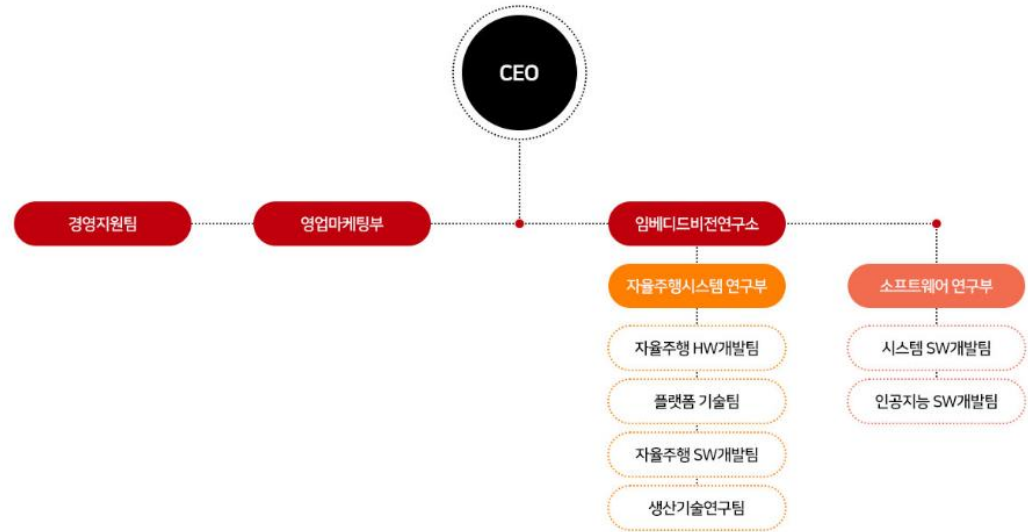 CEO
경영지원팀
영업마케팅부
임베디드비전연구소
자율주행시스템 연구부
소프트웨어 연구부
자율주행 HW개발팀
시스템 SW개발팀
플랫폼 기술팀
인공지능 SW개발팀
자율주행 SW개발팀
생산기술연구팀